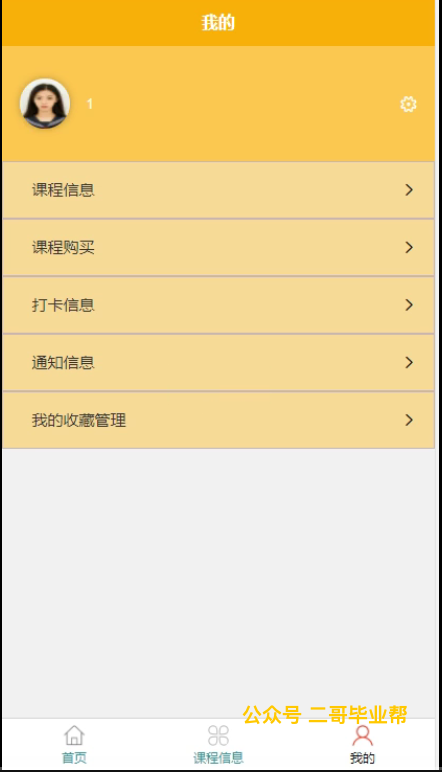 我的
1
课程信息
课程购买
打卡信息
通知信息
我的收藏管理
公众号 二哥毕业帮
首页
课程信息
我的